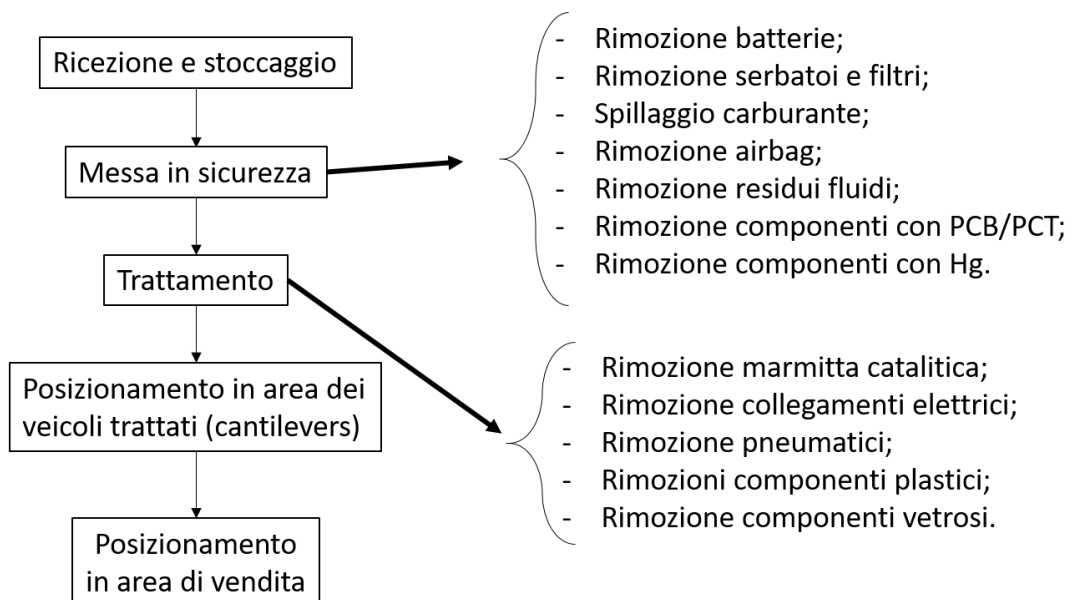 Ricezione e stoccaggio
Messa in sicurezza
Trattamento
Posizionamento in area dei
veicoli trattati (cantilevers)
Posizionamento
in area di vendita
- Rimozione batterie;
- Rimozione serbatoi e filtri;
- Spillaggio carburante;
- Rimozione airbag;
- Rimozione residui fluidi;
- Rimozione componenti con PCB/PCT;
- Rimozione componenti con Hg.
- Rimozione marmitta catalitica;
- Rimozione collegamenti elettrici;
- Rimozione pneumatici;
- Rimozioni componenti plastici;
- Rimozione componenti vetrosi.